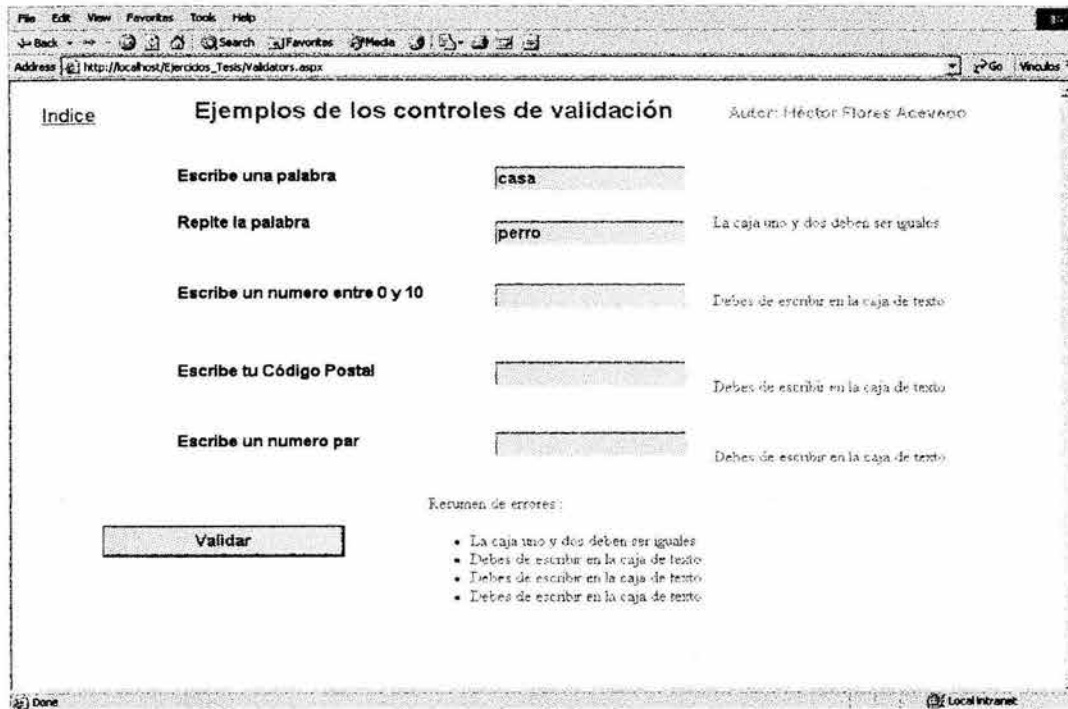 File Edit View Favorites Tools Help
Back Search Favorites Media
Address http://localhost/Ejercicios_Tesis/Validators.aspx Go Vinculos
Indice Ejemplos de los controles de validación Autor: Héctor Flores Acevedo
Escribe una palabra casa
Repite la palabra perro La caja uno y dos deben ser iguales
Escribe un numero entre 0 y 10 Debes de escribir en la caja de texto
Escribe tu Código Postal Debes de escribir en la caja de texto
Escribe un numero par Debes de escribir en la caja de texto
Resumen de errores :
Validar
• La caja uno y dos deben ser iguales
• Debes de escribir en la caja de texto
• Debes de escribir en la caja de texto
• Debes de escribir en la caja de texto
Done Local intranet